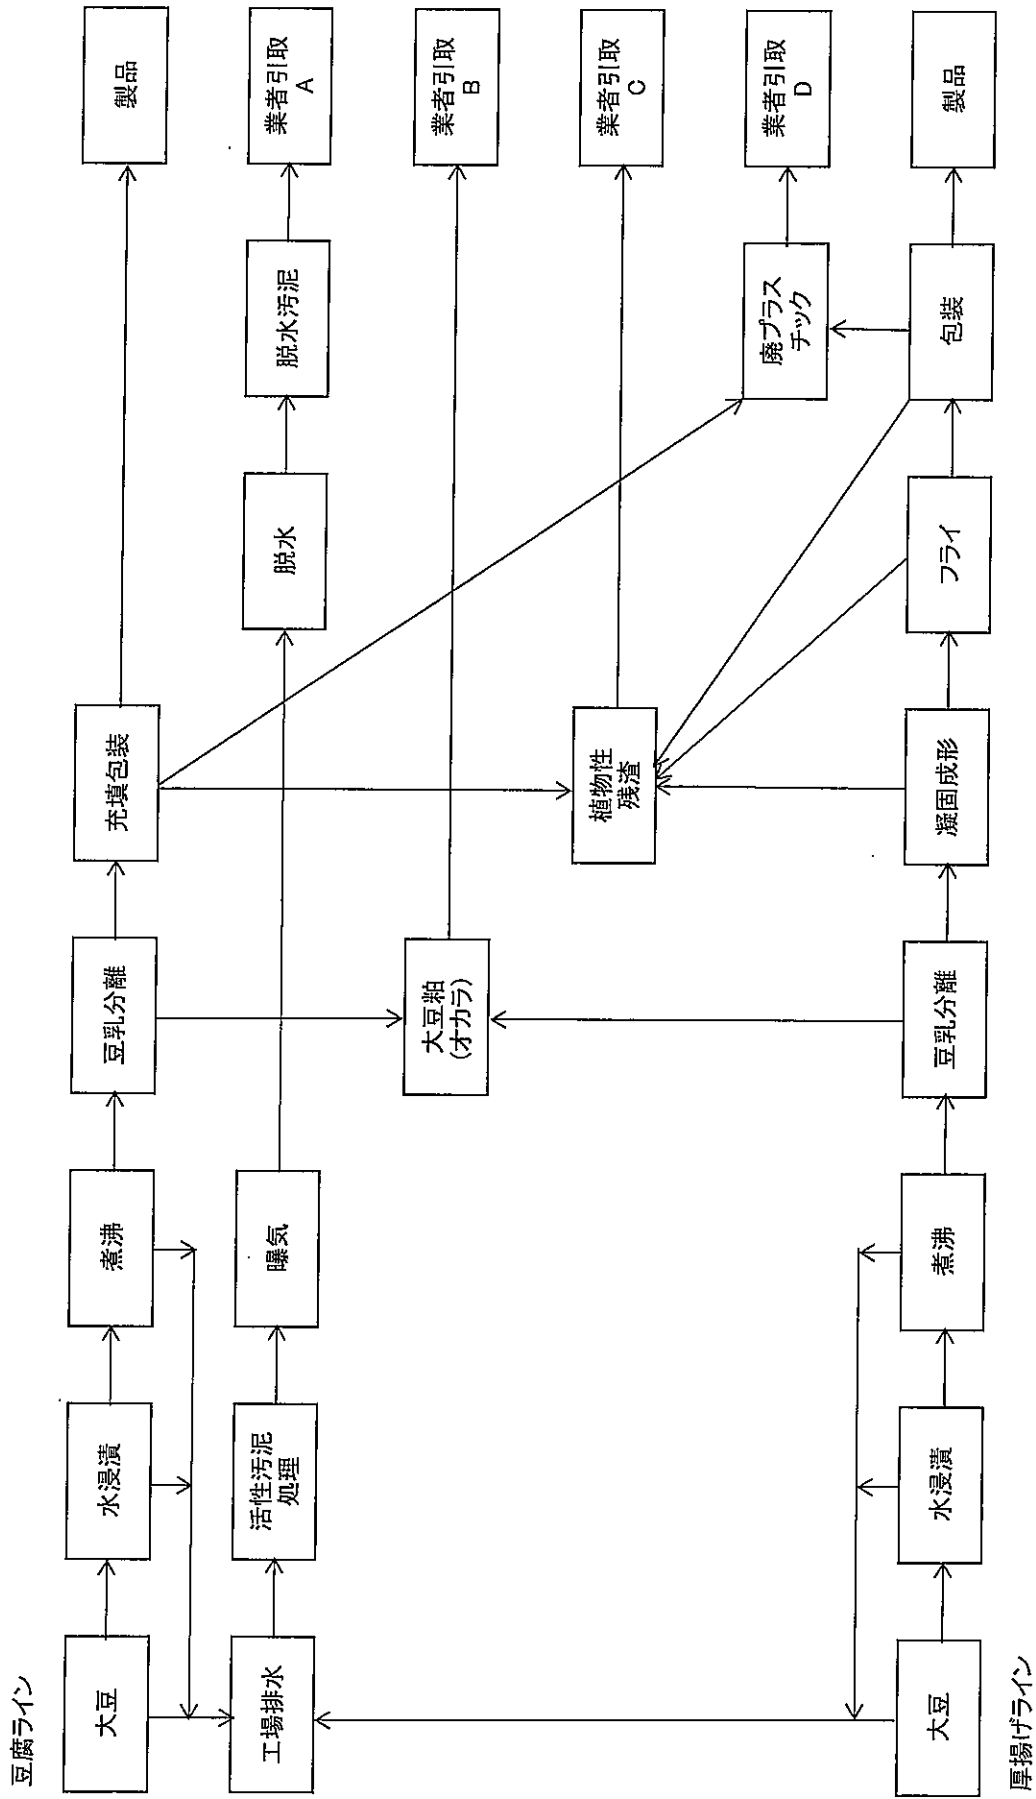 豆腐ライン
大豆
水浸漬
煮沸
豆乳分離
充填包装
製品
工場排水
活性汚泥
処理
曝気
脱水
脱水汚泥
業者引取
A
大豆粕
(オカラ)
業者引取
B
植物性
残渣
業者引取
C
廃プラス
チック
業者引取
D
大豆
水浸漬
煮沸
豆乳分離
凝固成形
フライ
包装
製品
厚揚げライン